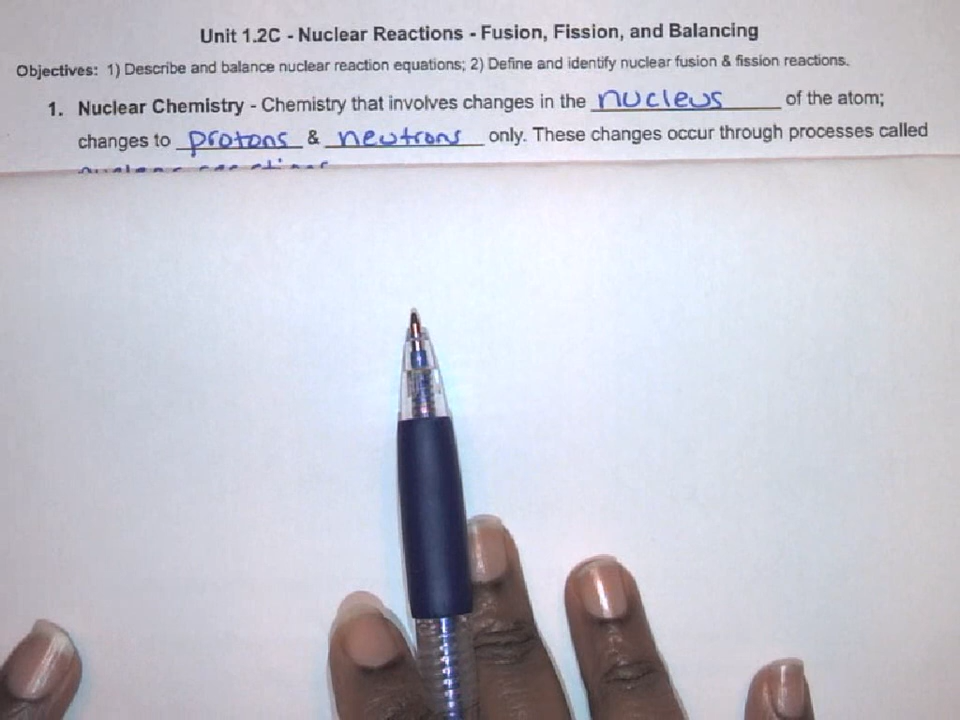 Unit 1.2C - Nuclear Reactions - Fusion, Fission, and Balancing
Objectives: 1) Describe and balance nuclear reaction equations; 2) Define and identify nuclear fusion & fission reactions.
1. Nuclear Chemistry - Chemistry that involves changes in the nucleus of the atom;
changes to protons & neutrons only. These changes occur through processes called